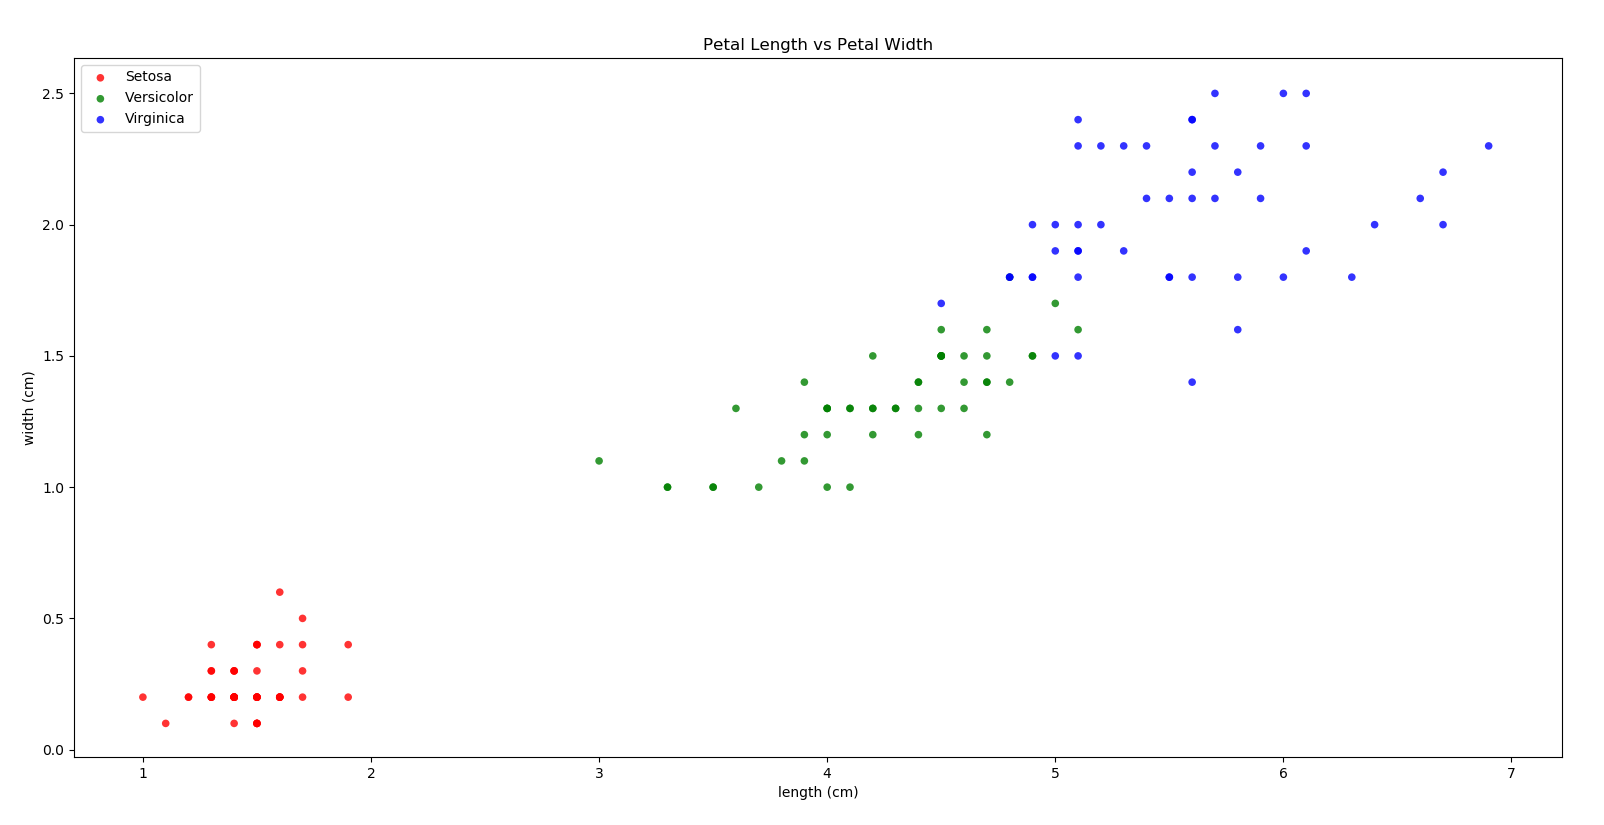 Petal Length vs Petal Width
Setosa
Versicolor
Virginica
2.5
2.0
1.5
1.0
0.5
0.0
width (cm)
1 2 3 4 5 6 7
length (cm)